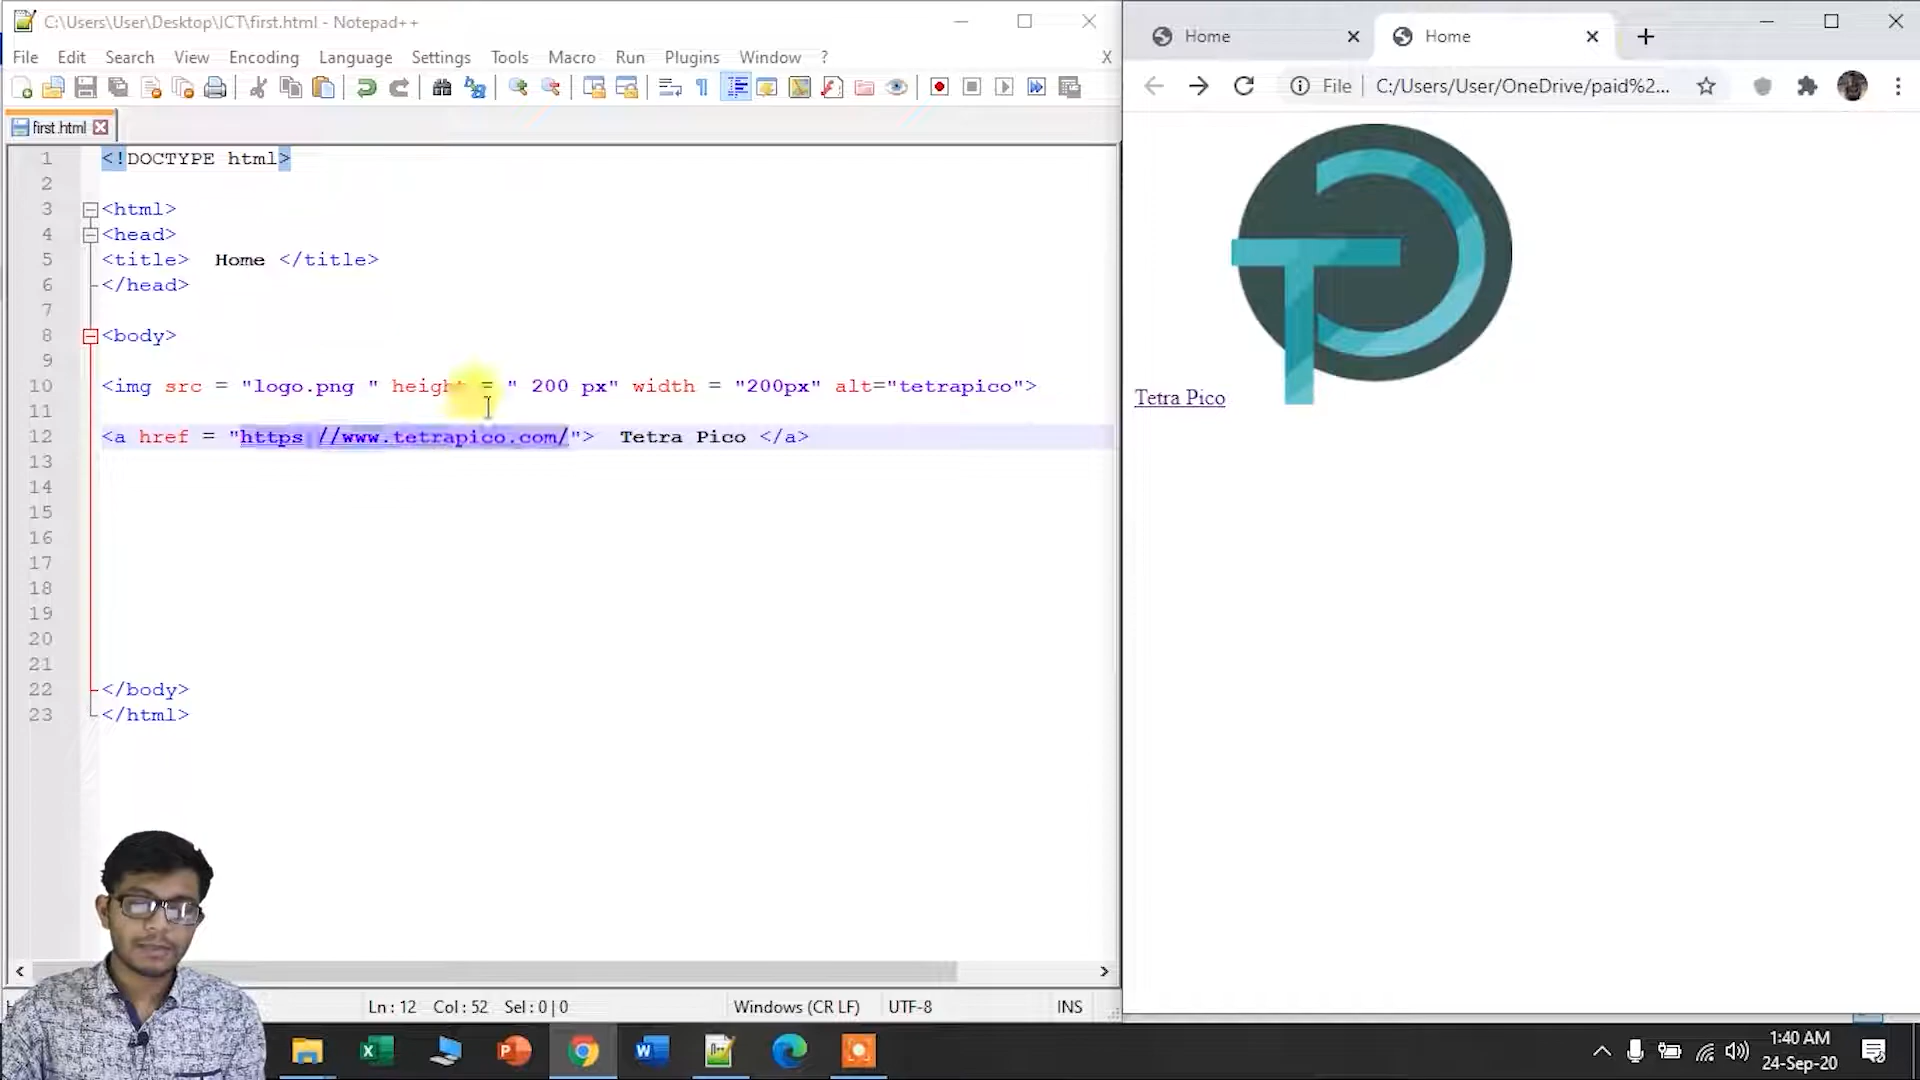 C:\Users\User\Desktop\ICT\first.html - Notepad++
File Edit Search View Encoding Language Settings Tools Macro Run Plugins Window ? X
first.html
1 <!DOCTYPE html>
2
3 <html>
4 <head>
5 <title> Home </title>
6 </head>
7
8 <body>
9
10 <img src = "logo.png " height = " 200 px" width = "200px" alt="tetrapico">
11
12 <a href = "https://www.tetrapico.com/"> Tetra Pico </a>
13
14
15
16
17
18
19
20
21
22 </body>
23 </html>
Ln : 12 Col : 52 Sel : 0 | 0 Windows (CR LF) UTF-8 INS
Home Home
File C:/Users/User/OneDrive/paid%2...
Tetra Pico
1:40 AM
24-Sep-20